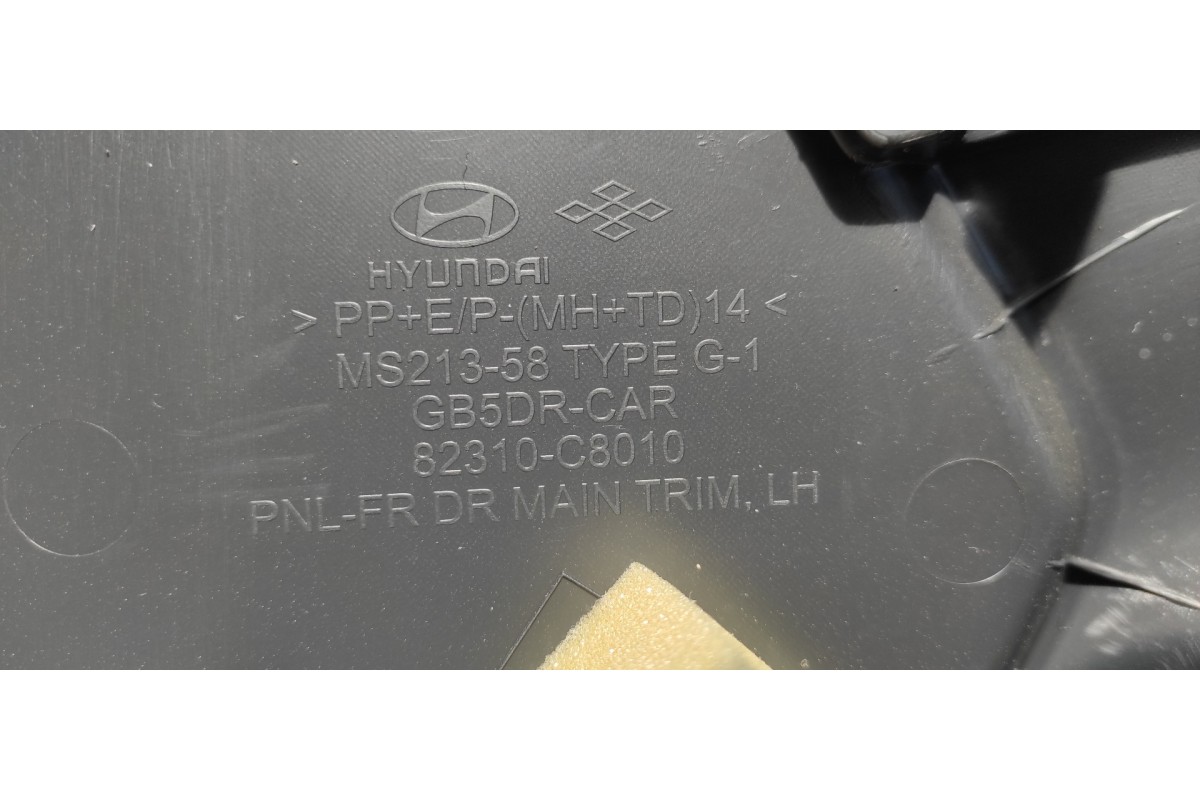 HYUNDAI
> PP+E/P-(MH+TD)14 <
MS213-58 TYPE G-1
GB5DR-CAR
82310-C8010
PNL-FR DR MAIN TRIM, LH